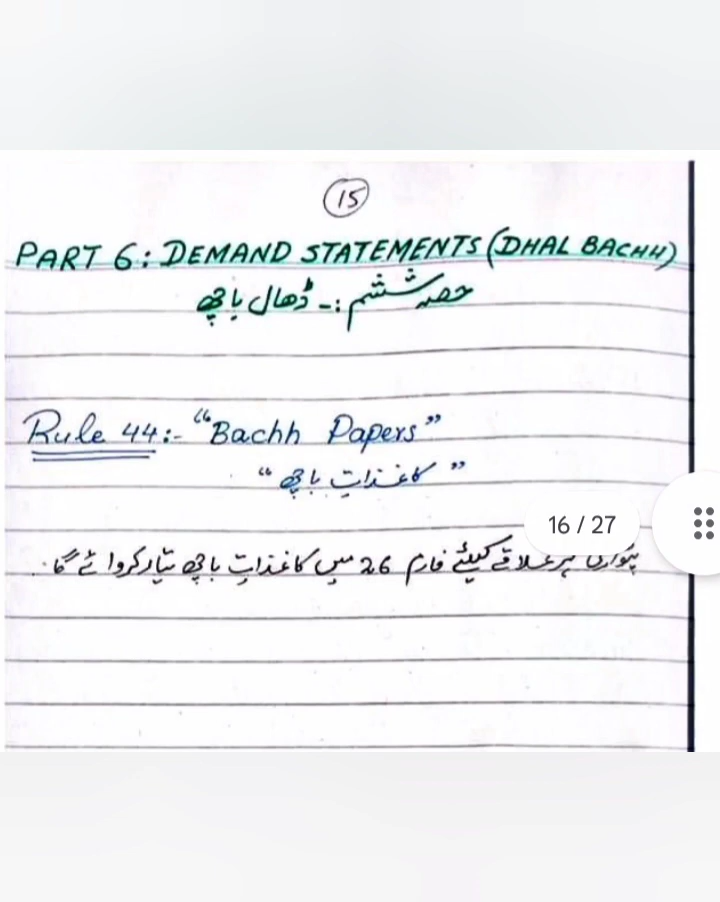 15
PART 6: DEMAND STATEMENTS (DHAL BACHH)
حصہ ششم :۔ ڈھال باچھ
Rule 44:- “Bachh Papers”
“کاغذات باچھ”
16 / 27
پٹواری ہر علاقے کیلئے فارم 26 میں کاغذاتِ باچھ تیار کروائے گا۔